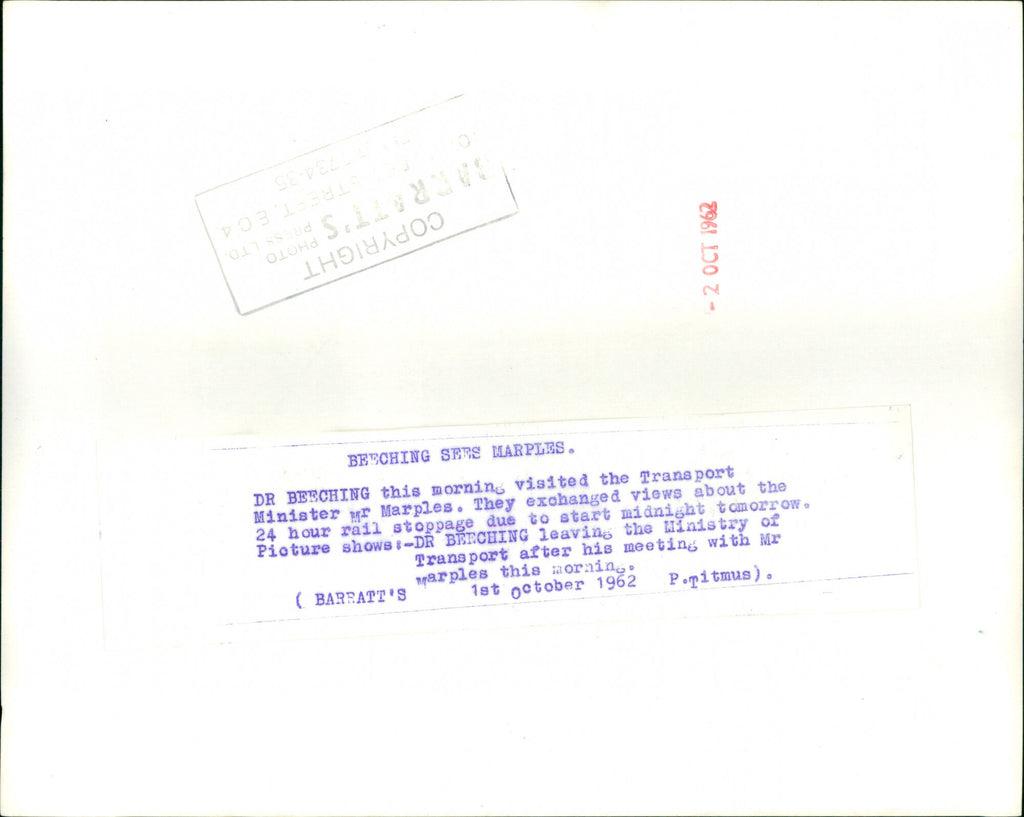 COPYRIGHT
BARRATT'S PHOTO PRESS LTD.
STREET. E.C.4
- 2 OCT 1962
BEECHING SEES MARPLES.
DR BEECHING this morning visited the Transport
Minister Mr Marples. They exchanged views about the
24 hour rail stoppage due to start midnight tomorrow.
Picture shows:-DR BEECHING leaving the Ministry of
Transport after his meeting with Mr
Marples this morning.
( BARRATT'S 1st October 1962 P.Titmus).